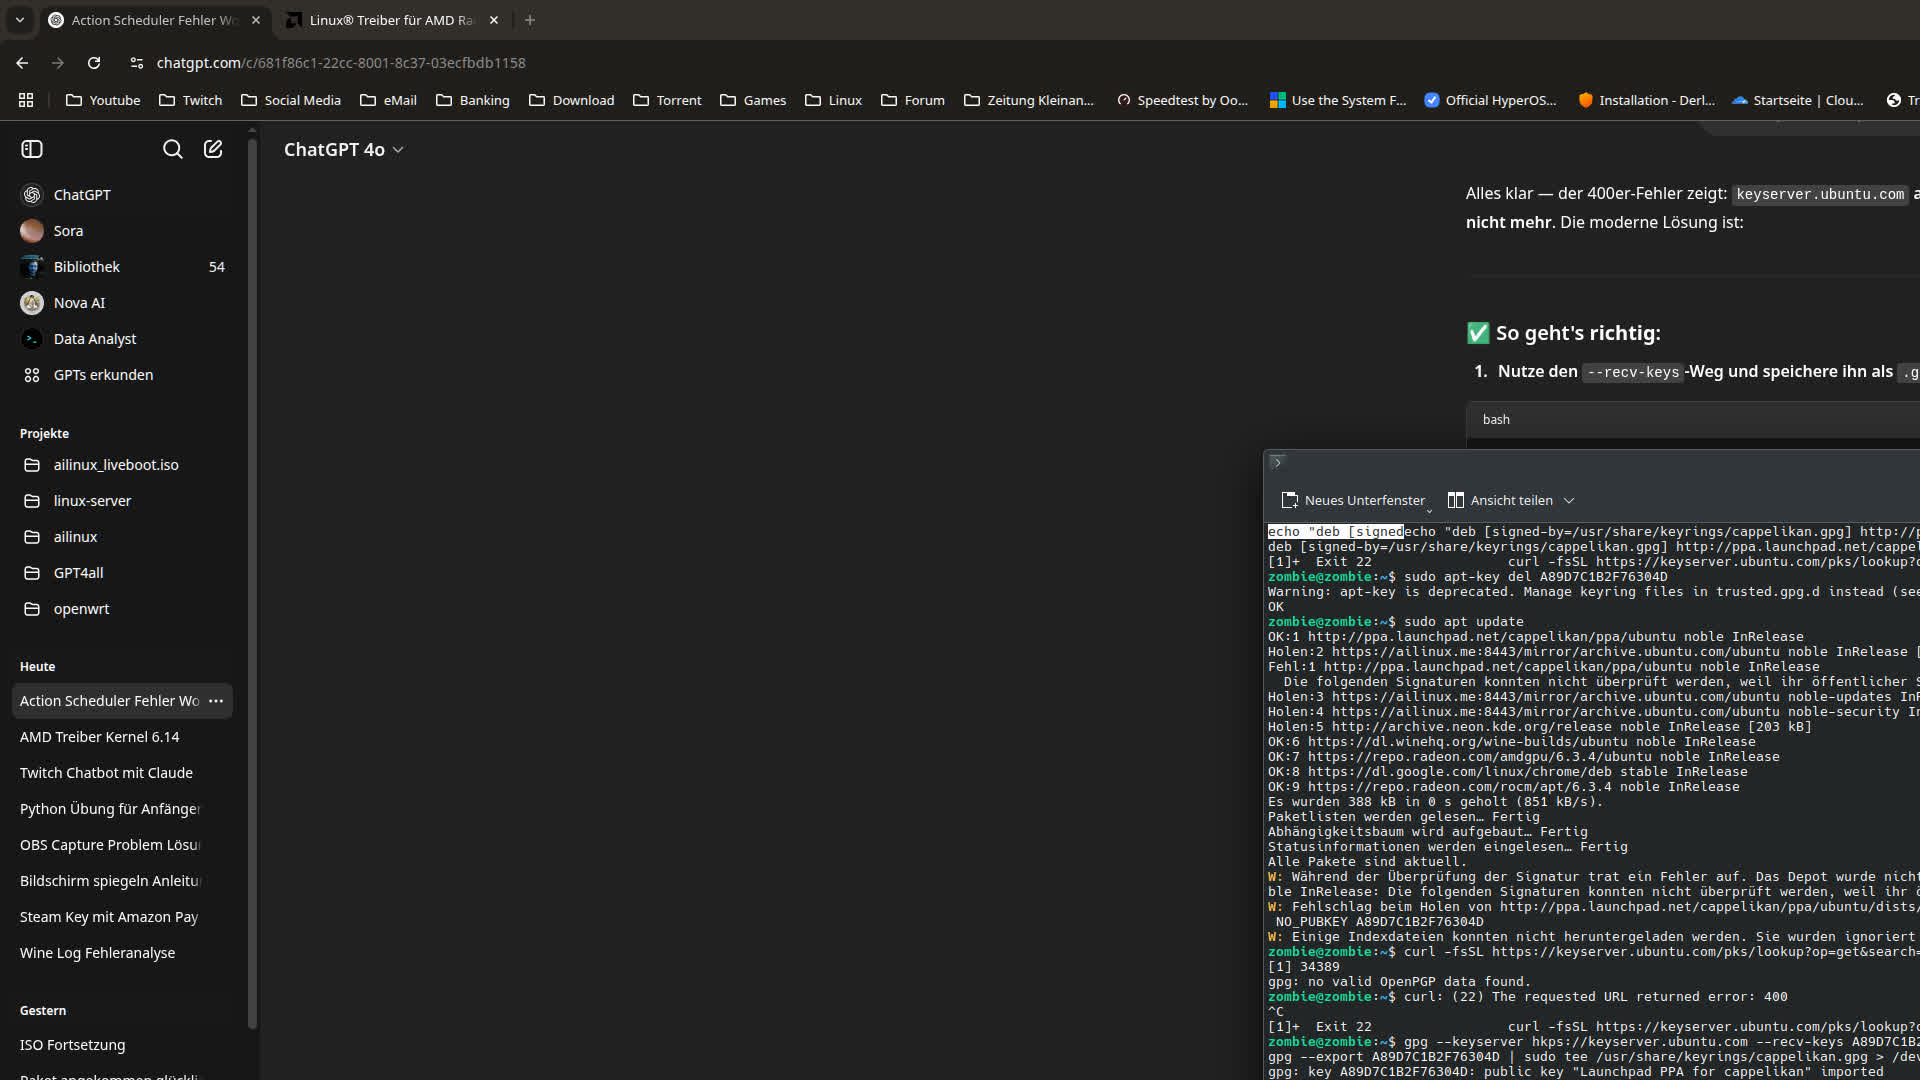 Action Scheduler Fehler Wo
Linux® Treiber für AMD Ra
chatgpt.com/c/681f86c1-22cc-8001-8c37-03ecfbdb1158
Youtube
Twitch
Social Media
eMail
Banking
Download
Torrent
Games
Linux
Forum
Zeitung Kleinan...
Speedtest by Oo...
Use the System F...
Official HyperOS...
Installation - Derl...
Startseite | Clou...
Tr
ChatGPT 4o
ChatGPT
Sora
Bibliothek 54
Nova AI
Data Analyst
GPTs erkunden
Projekte
ailinux_liveboot.iso
linux-server
ailinux
GPT4all
openwrt
Heute
Action Scheduler Fehler Wo
AMD Treiber Kernel 6.14
Twitch Chatbot mit Claude
Python Übung für Anfänger
OBS Capture Problem Lösu
Bildschirm spiegeln Anleitu
Steam Key mit Amazon Pay
Wine Log Fehleranalyse
Gestern
ISO Fortsetzung
Alles klar — der 400er-Fehler zeigt: keyserver.ubuntu.com a
nicht mehr. Die moderne Lösung ist:
✅ So geht's richtig:
1. Nutze den --recv-keys-Weg und speichere ihn als .g
bash
Neues Unterfenster
Ansicht teilen
echo "deb [signedecho "deb [signed-by=/usr/share/keyrings/cappelikan.gpg] http://p
deb [signed-by=/usr/share/keyrings/cappelikan.gpg] http://ppa.launchpad.net/cappel
[1]+  Exit 22                 curl -fsSL https://keyserver.ubuntu.com/pks/lookup?o
zombie@zombie:~$ sudo apt-key del A89D7C1B2F76304D
Warning: apt-key is deprecated. Manage keyring files in trusted.gpg.d instead (see
OK
zombie@zombie:~$ sudo apt update
OK:1 http://ppa.launchpad.net/cappelikan/ppa/ubuntu noble InRelease
Holen:2 https://ailinux.me:8443/mirror/archive.ubuntu.com/ubuntu noble InRelease [
Fehl:1 http://ppa.launchpad.net/cappelikan/ppa/ubuntu noble InRelease
Die folgenden Signaturen konnten nicht überprüft werden, weil ihr öffentlicher S
Holen:3 https://ailinux.me:8443/mirror/archive.ubuntu.com/ubuntu noble-updates InR
Holen:4 https://ailinux.me:8443/mirror/archive.ubuntu.com/ubuntu noble-security In
Holen:5 http://archive.neon.kde.org/release noble InRelease [203 kB]
OK:6 https://dl.winehq.org/wine-builds/ubuntu noble InRelease
OK:7 https://repo.radeon.com/amdgpu/6.3.4/ubuntu noble InRelease
OK:8 https://dl.google.com/linux/chrome/deb stable InRelease
OK:9 https://repo.radeon.com/rocm/apt/6.3.4 noble InRelease
Es wurden 388 kB in 0 s geholt (851 kB/s).
Paketlisten werden gelesen… Fertig
Abhängigkeitsbaum wird aufgebaut… Fertig
Statusinformationen werden eingelesen… Fertig
Alle Pakete sind aktuell.
W: Während der Überprüfung der Signatur trat ein Fehler auf. Das Depot wurde nicht
ble InRelease: Die folgenden Signaturen konnten nicht überprüft werden, weil ihr ö
W: Fehlschlag beim Holen von http://ppa.launchpad.net/cappelikan/ppa/ubuntu/dists/
NO_PUBKEY A89D7C1B2F76304D
W: Einige Indexdateien konnten nicht heruntergeladen werden. Sie wurden ignoriert
zombie@zombie:~$ curl -fsSL https://keyserver.ubuntu.com/pks/lookup?op=get&search=
[1] 34389
gpg: no valid OpenPGP data found.
zombie@zombie:~$ curl: (22) The requested URL returned error: 400
^C
[1]+  Exit 22                 curl -fsSL https://keyserver.ubuntu.com/pks/lookup?o
zombie@zombie:~$ gpg --keyserver hkps://keyserver.ubuntu.com --recv-keys A89D7C1B2
gpg --export A89D7C1B2F76304D | sudo tee /usr/share/keyrings/cappelikan.gpg > /dev
gpg: key A89D7C1B2F76304D: public key "Launchpad PPA for cappelikan" imported